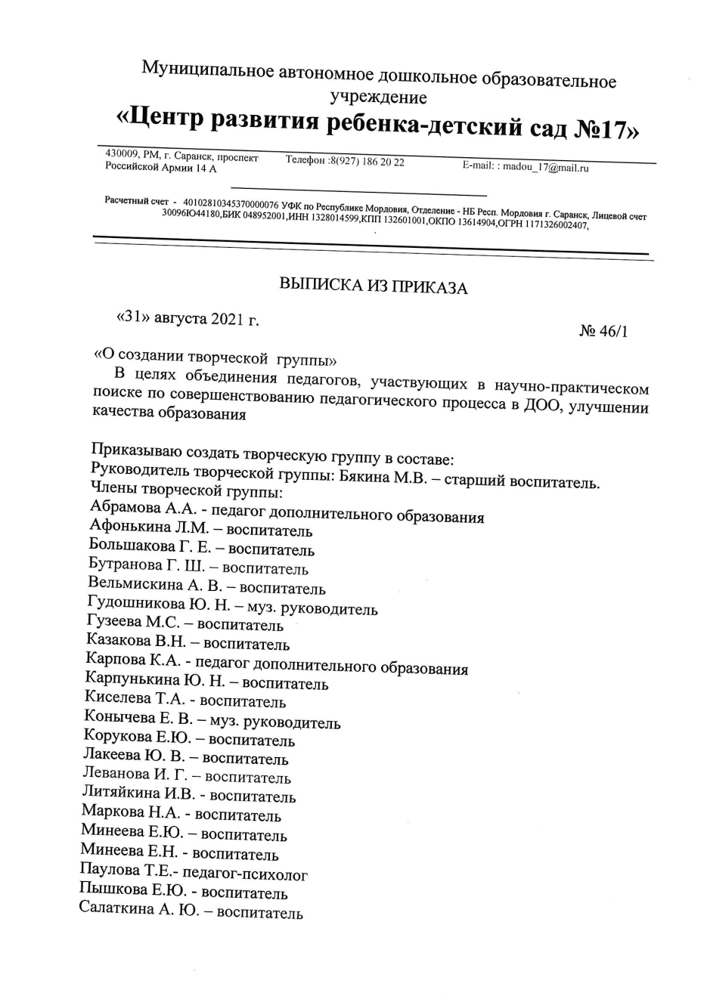 Муниципальное автономное дошкольное образовательное
учреждение
«Центр развития ребенка-детский сад №17»
430009, РМ, г. Саранск, проспект
Российской Армии 14 А
Телефон :8(927) 186 20 22
E-mail: : madou_17@mail.ru
Расчетный счет - 40102810345370000076 УФК по Республике Мордовия, Отделение - НБ Респ. Мордовия г. Саранск, Лицевой счет
30096Ю44180,БИК 048952001,ИНН 1328014599,КПП 132601001,ОКПО 13614904,ОГРН 1171326002407,
ВЫПИСКА ИЗ ПРИКАЗА
«31» августа 2021 г.
№ 46/1
«О создании творческой группы»
В целях объединения педагогов, участвующих в научно-практическом
поиске по совершенствованию педагогического процесса в ДОО, улучшении
качества образования
Приказываю создать творческую группу в составе:
Руководитель творческой группы: Бякина М.В. – старший воспитатель.
Члены творческой группы:
Абрамова А.А. - педагог дополнительного образования
Афонькина Л.М. – воспитатель
Большакова Г. Е. – воспитатель
Бутранова Г. Ш. – воспитатель
Вельмискина А. В. – воспитатель
Гудошникова Ю. Н. – муз. руководитель
Гузеева М.С. – воспитатель
Казакова В.Н. – воспитатель
Карпова К.А. - педагог дополнительного образования
Карпунькина Ю. Н. – воспитатель
Киселева Т.А. - воспитатель
Конычева Е. В. – муз. руководитель
Корукова Е.Ю. – воспитатель
Лакеева Ю. В. – воспитатель
Леванова И. Г. – воспитатель
Литяйкина И.В. - воспитатель
Маркова Н.А. - воспитатель
Минеева Е.Ю. – воспитатель
Минеева Е.Н. - воспитатель
Паулова Т.Е.- педагог-психолог
Пышкова Е.Ю. - воспитатель
Салаткина А. Ю. – воспитатель